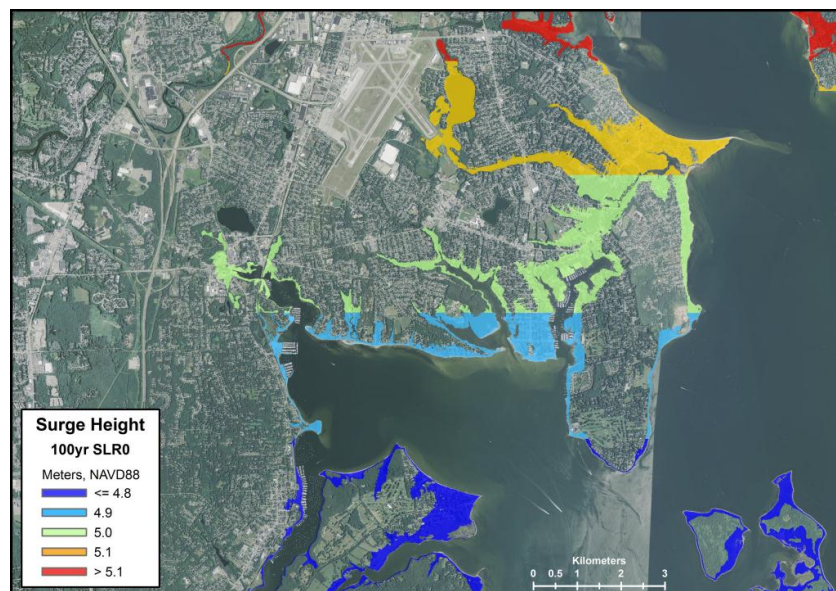 Surge Height
100yr SLR0
Meters, NAVD88
<= 4.8
4.9
5.0
5.1
> 5.1
Kilometers
0 0.5 1 2 3